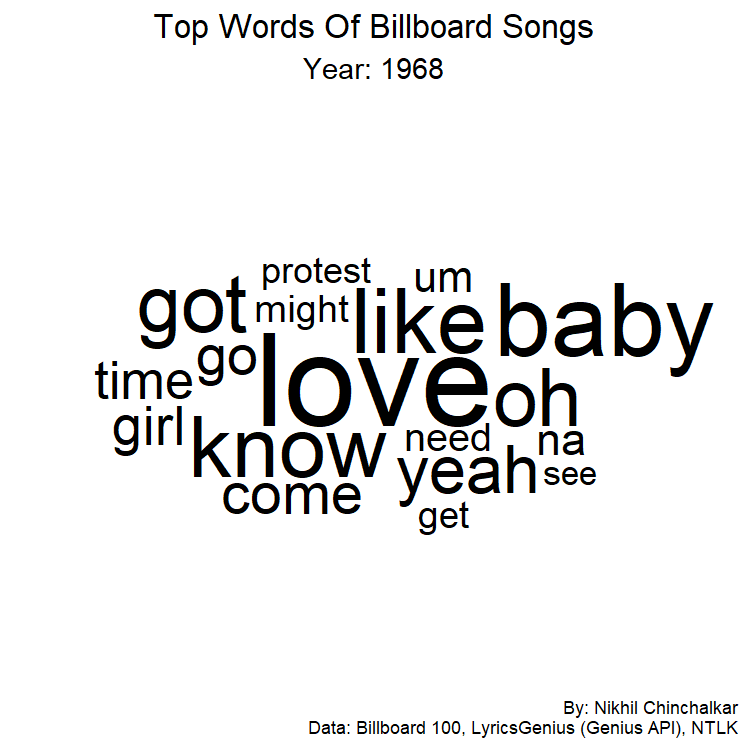 Top Words Of Billboard Songs
Year: 1968
protest um
got might like baby
time go love oh
girl know need na
come yeah see
get
By: Nikhil Chinchalkar
Data: Billboard 100, LyricsGenius (Genius API), NTLK